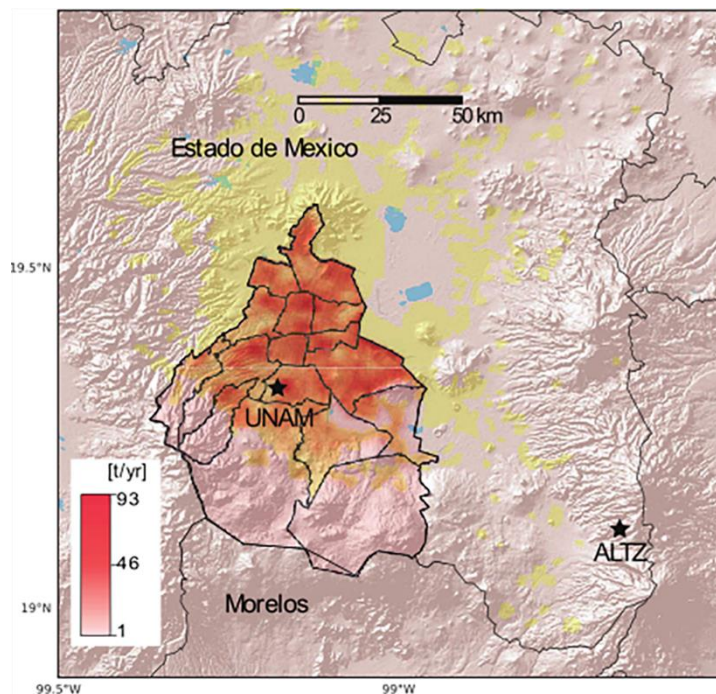 0 25 50 km
Estado de Mexico
19.5°N
UNAM
[t/yr]
93
46
1
ALTZ
19°N
Morelos
99.5°W 99°W